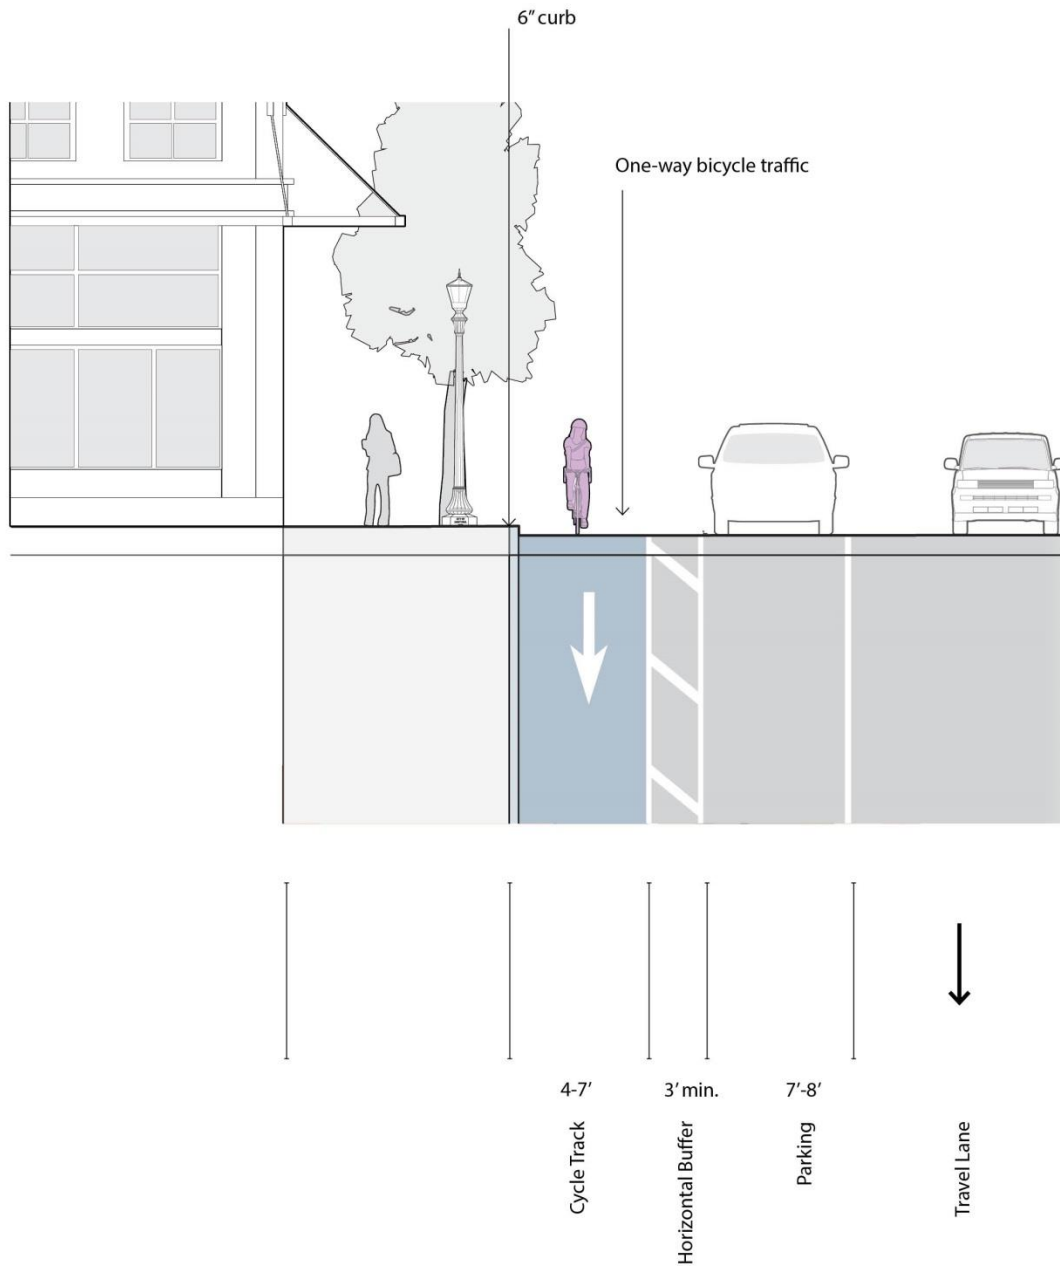 6” curb
One-way bicycle traffic
4-7’
3’ min.
7’-8’
Cycle Track
Horizontal Buffer
Parking
Travel Lane